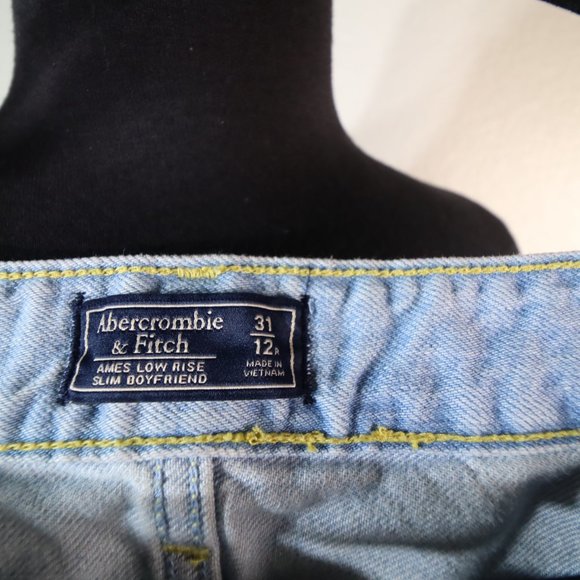 Abercrombie
& Fitch
AMES LOW RISE
SLIM BOYFRIEND
31
12R
MADE IN
VIETNAM